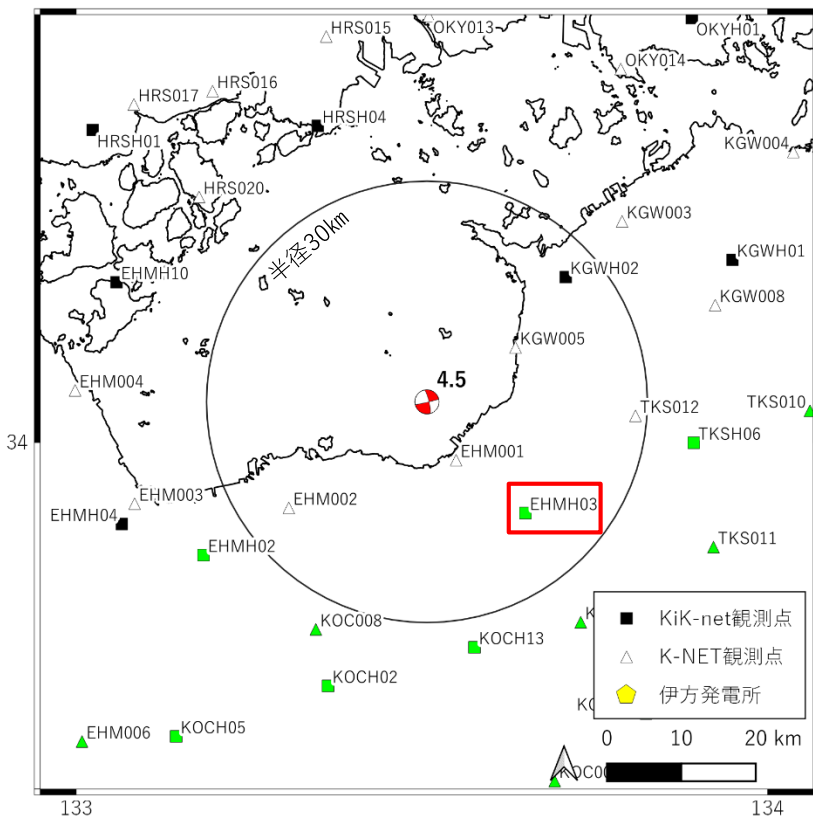 HRS015
OKY013
OKYH01
OKY014
HRS016
HRS017
HRSH04
HRSH01
KGW004
HRS020
KGW003
半径30km
KGWH01
EHMH10
KGWH02
KGW008
KGW005
4.5
EHM004
TKS012
TKS010
34
TKSH06
EHM001
EHM003
EHM002
EHMH03
EHMH04
EHMH02
TKS011
KOC008
KOCH13
KiK-net観測点
K-NET観測点
伊方発電所
KOCH02
EHM006
KOCH05
0 10 20 km
133
134